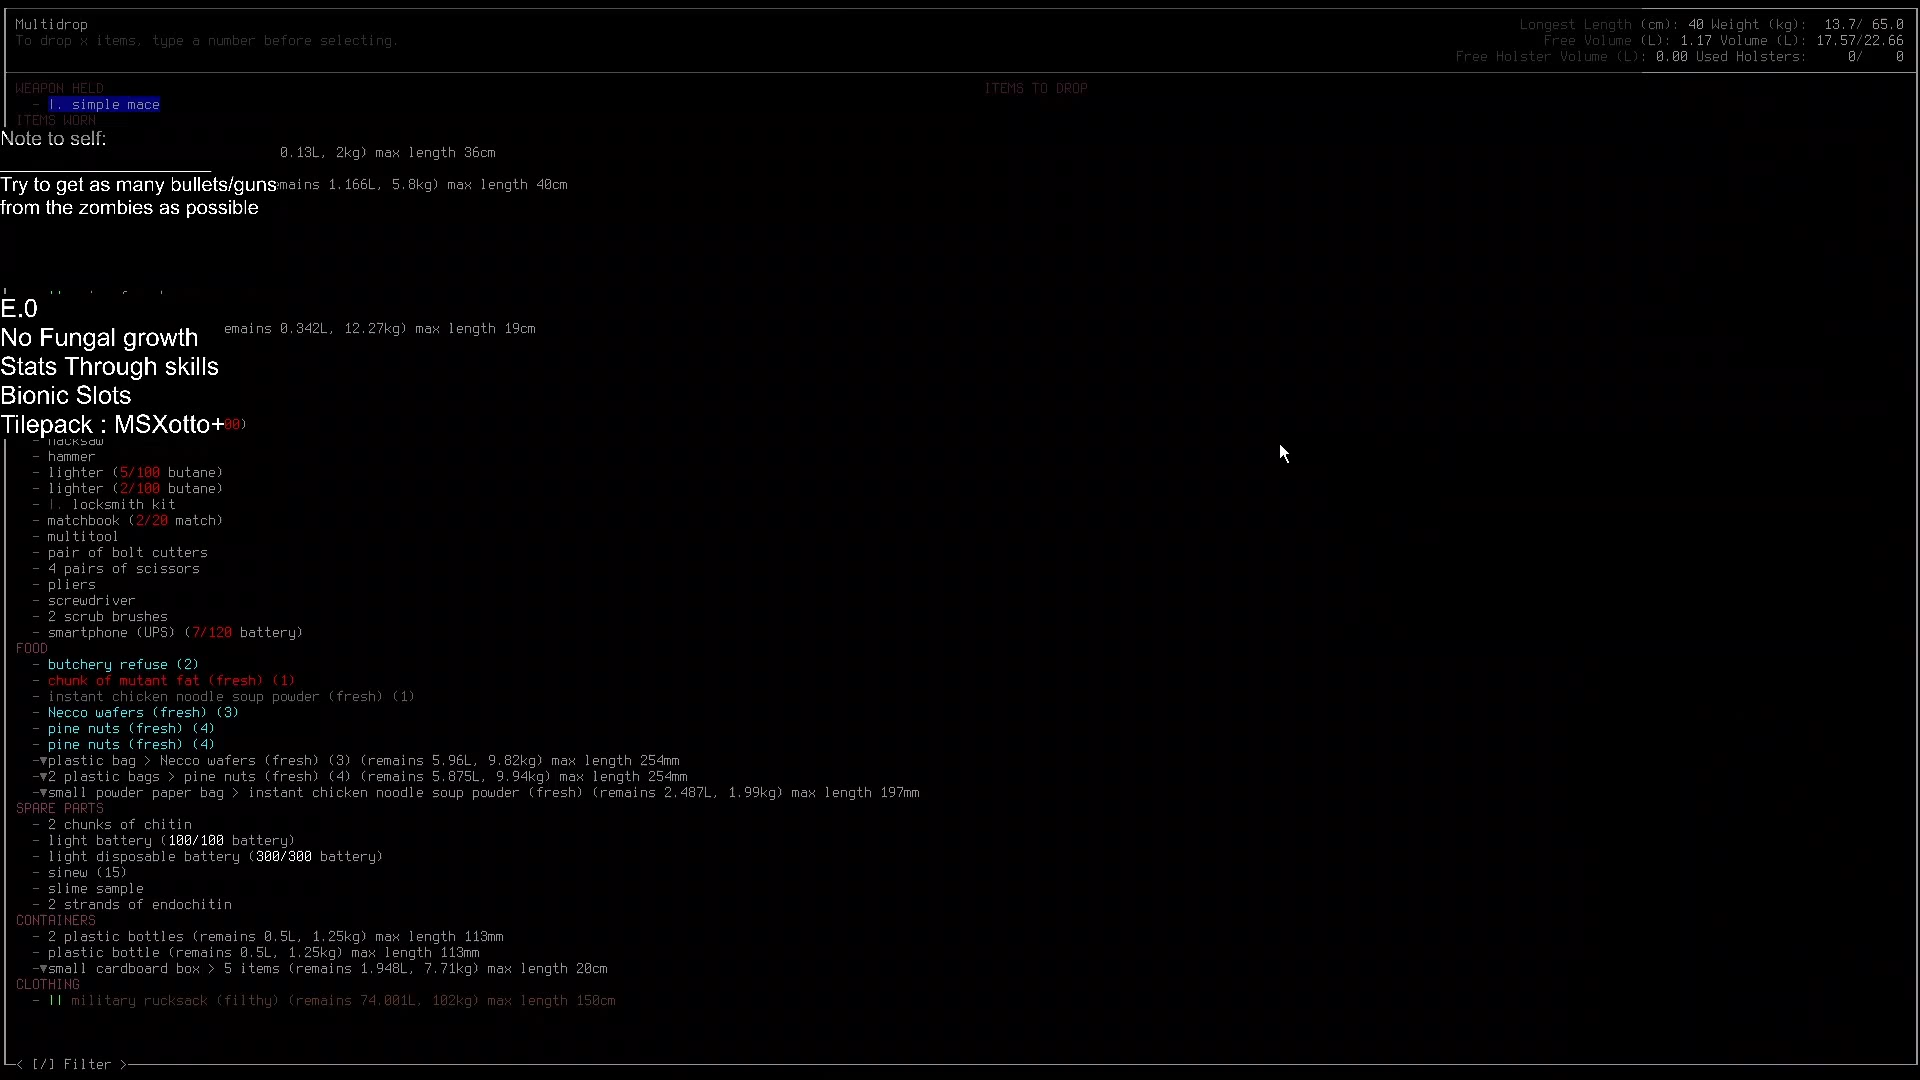 Multidrop Longest Length (cm): 40 Weight (kg): 13.7/ 65.0
To drop x items, type a number before selecting. Free Volume (L): 1.17 Volume (L): 17.57/22.66
Free Holster Volume (L): 0.00 Used Holsters: 0/ 0
WEAPON HELD ITEMS TO DROP
- |. simple mace
ITEMS WORN
Note to self:
0.13L, 2kg) max length 36cm
Try to get as many bullets/guns mains 1.166L, 5.8kg) max length 40cm
from the zombies as possible
E.0
No Fungal growth emains 0.342L, 12.27kg) max length 19cm
Stats Through skills
Bionic Slots
Tilepack : MSXotto+ 00)
- hacksaw
- hammer
- lighter (5/100 butane)
- lighter (2/100 butane)
- |. locksmith kit
- matchbook (2/20 match)
- multitool
- pair of bolt cutters
- 4 pairs of scissors
- pliers
- screwdriver
- 2 scrub brushes
- smartphone (UPS) (7/120 battery)
FOOD
- butchery refuse (2)
- chunk of mutant fat (fresh) (1)
- instant chicken noodle soup powder (fresh) (1)
- Necco wafers (fresh) (3)
- pine nuts (fresh) (4)
- pine nuts (fresh) (4)
-▼plastic bag > Necco wafers (fresh) (3) (remains 5.96L, 9.82kg) max length 254mm
-▼2 plastic bags > pine nuts (fresh) (4) (remains 5.875L, 9.94kg) max length 254mm
-▼small powder paper bag > instant chicken noodle soup powder (fresh) (remains 2.487L, 1.99kg) max length 197mm
SPARE PARTS
- 2 chunks of chitin
- light battery (100/100 battery)
- light disposable battery (300/300 battery)
- sinew (15)
- slime sample
- 2 strands of endochitin
CONTAINERS
- 2 plastic bottles (remains 0.5L, 1.25kg) max length 113mm
- plastic bottle (remains 0.5L, 1.25kg) max length 113mm
-▼small cardboard box > 5 items (remains 1.948L, 7.71kg) max length 20cm
CLOTHING
- || military rucksack (filthy) (remains 74.001L, 102kg) max length 150cm
< [/] Filter >